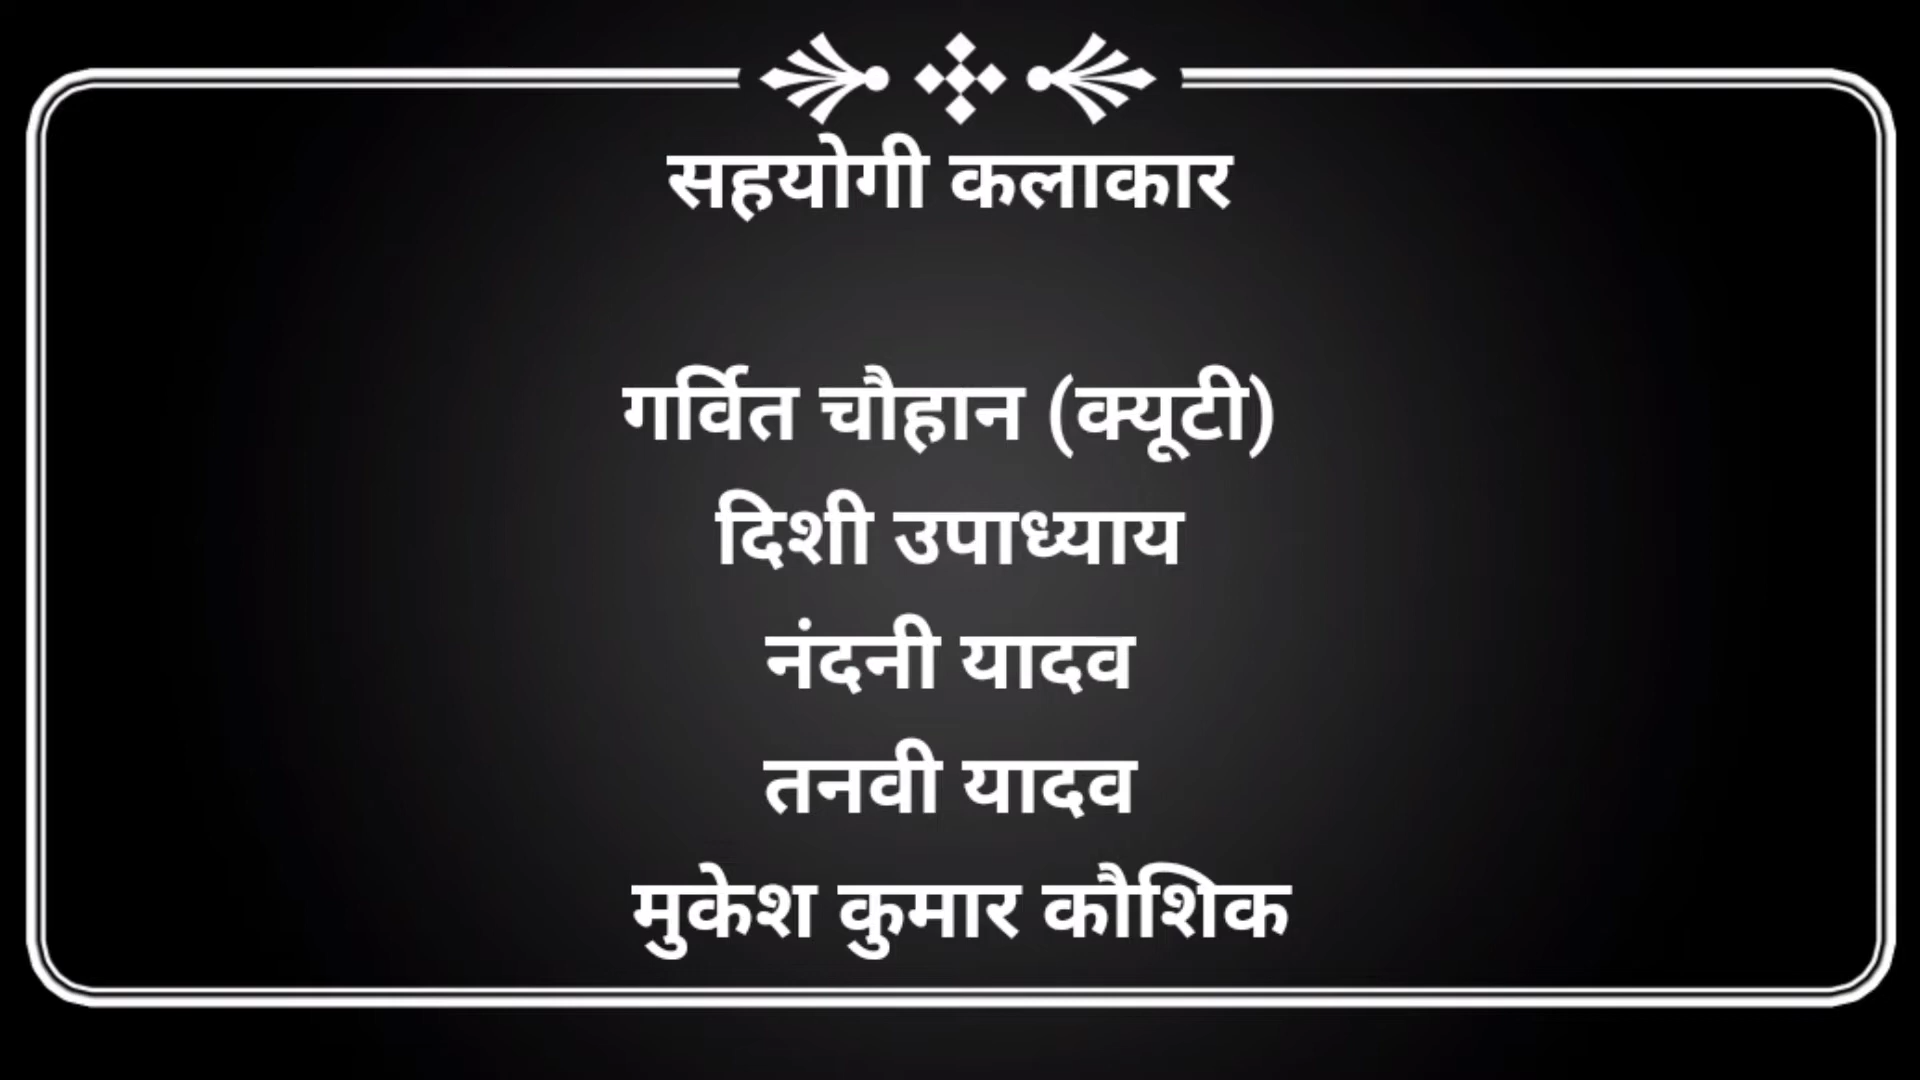 सहयोगी कलाकार
गर्वित चौहान (क्यूटी)
दिशी उपाध्याय
नंदनी यादव
तनवी यादव
मुकेश कुमार कौशिक